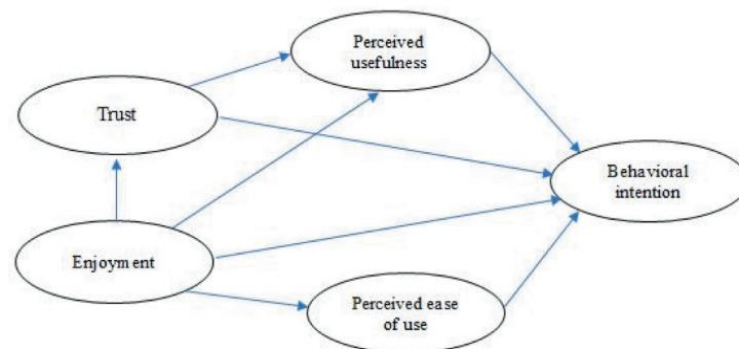 Perceived
usefulness
Trust
Behavioral
intention
Enjoyment
Perceived ease
of use